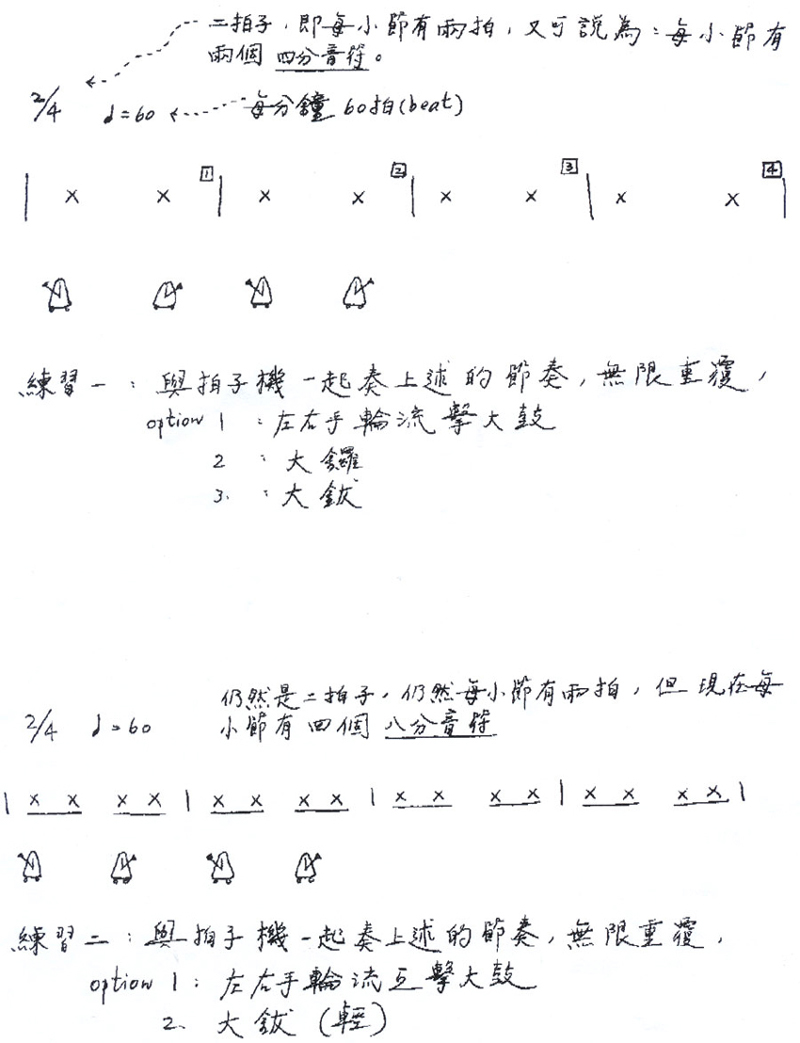 二拍子，即每小節有兩拍，又可說為：每小節有
兩個 四分音符。
2/4 ♩=60 每分鐘 60拍(beat)
| x x 1 | x x 2 | x x 3 | x x 4 |
練習一：與拍子機一起奏上述的節奏，無限重覆，
option 1 ：左右手輪流擊大鼓
2 ：大鑼
3. ：大鈸
仍然是二拍子，仍然每小節有兩拍，但現在每
2/4 ♩=60 小節有四個 八分音符
| x x x x | x x x x | x x x x | x x x x |
練習二：與拍子機一起奏上述的節奏，無限重覆，
option 1：左右手輪流互擊大鼓
2. 大鈸（輕）